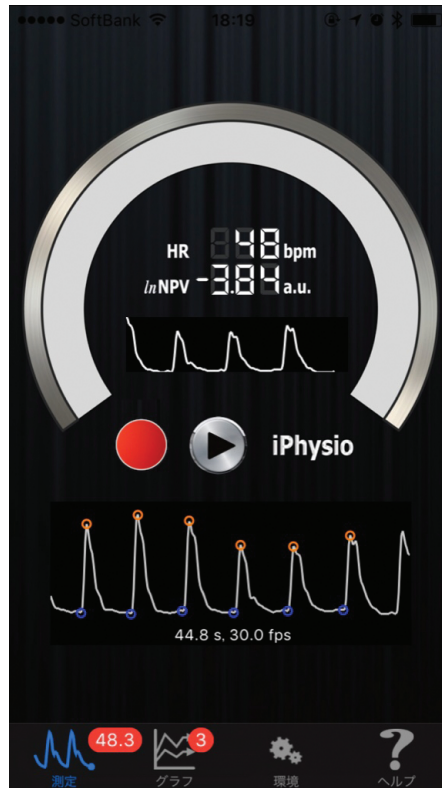 SoftBank 18:19
HR 48 bpm
lnNPV -3.84 a.u.
iPhysio
44.8 s, 30.0 fps
48.3 3
測定 グラフ 環境 ヘルプ